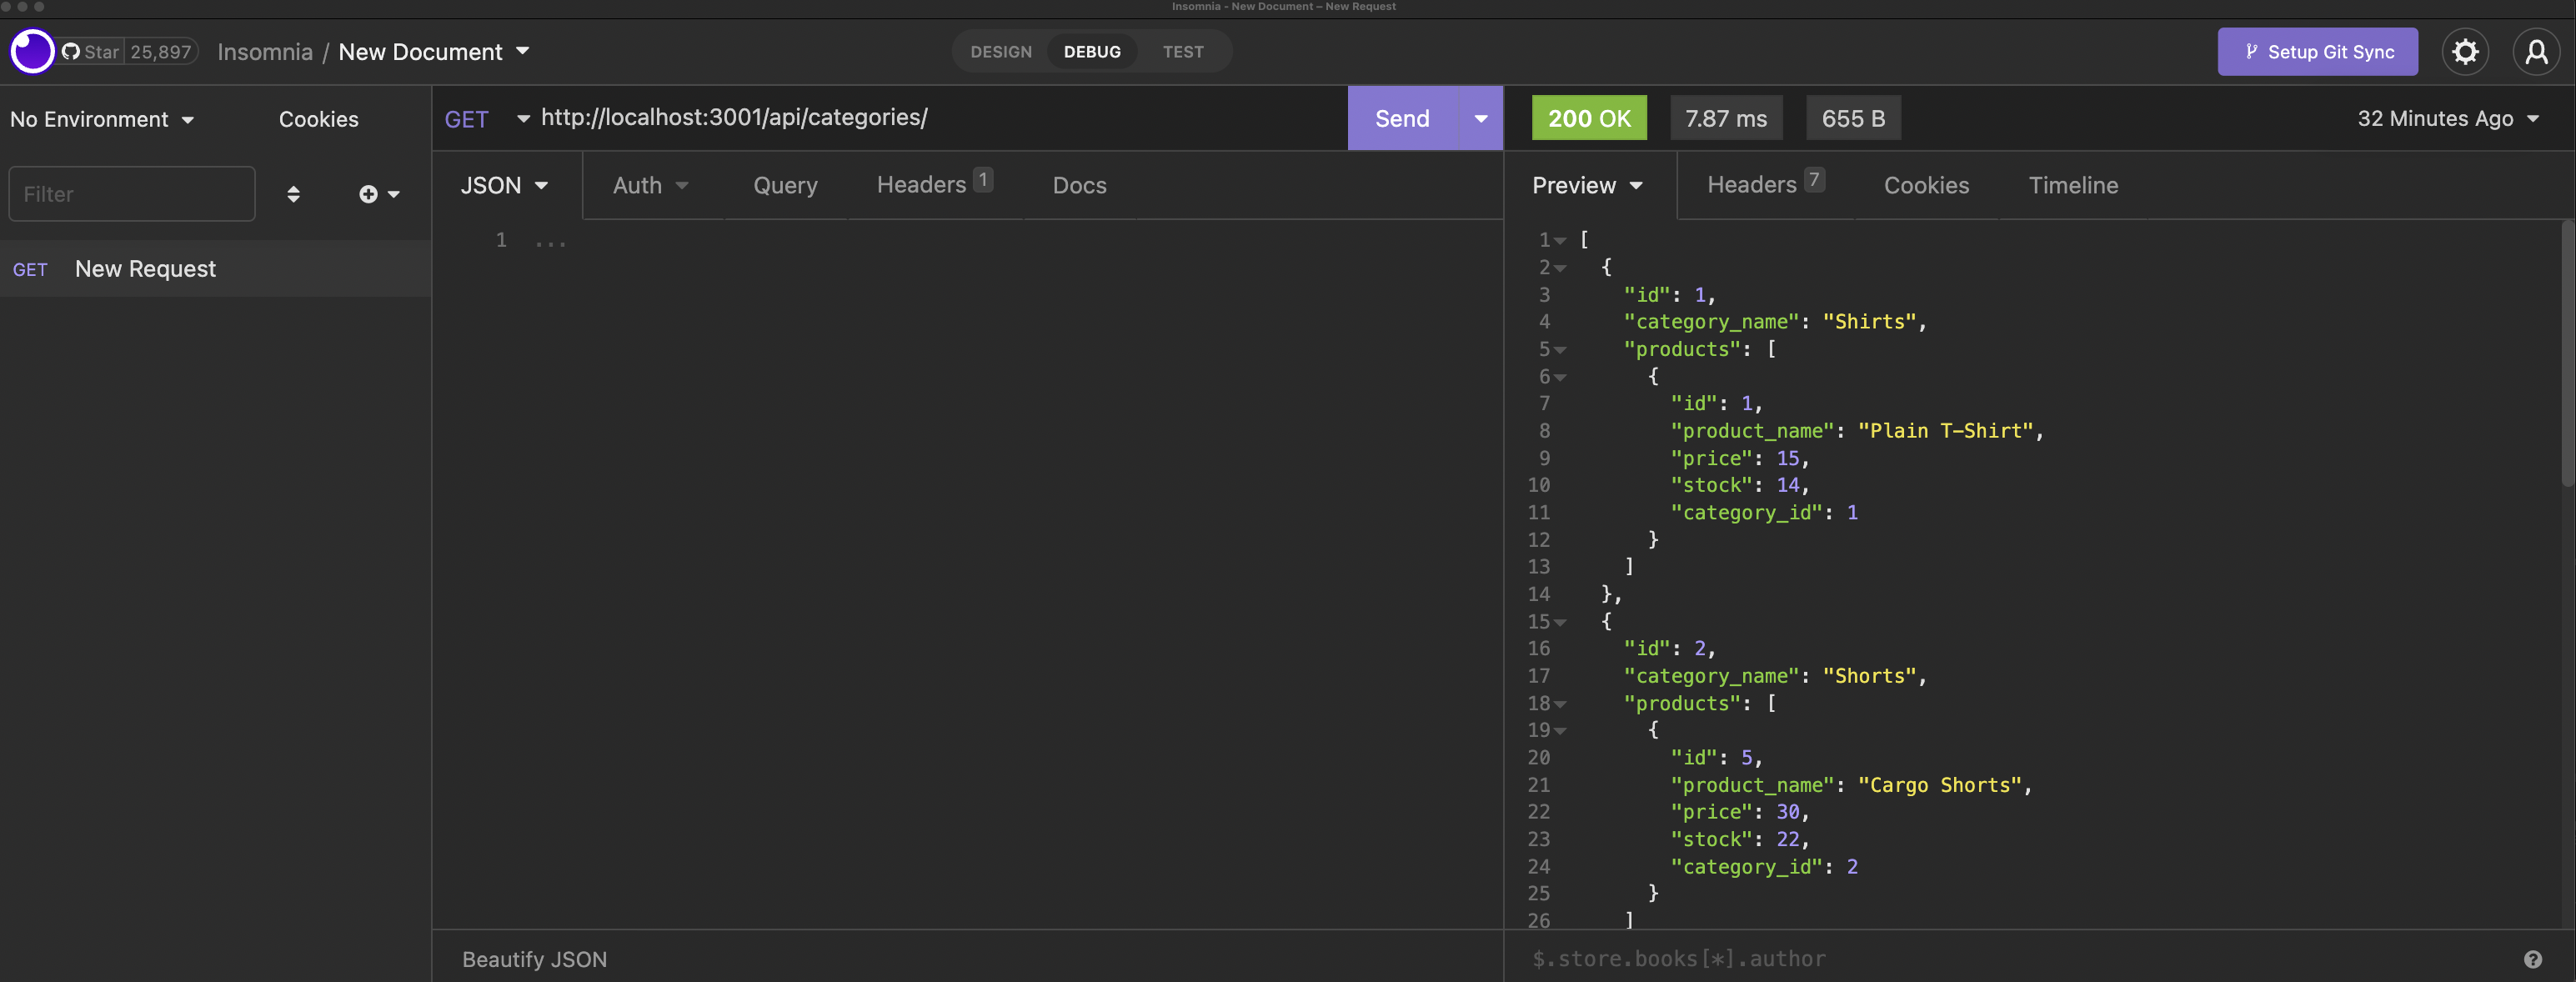 Insomnia - New Document – New Request
Star 25,897 Insomnia / New Document DESIGN DEBUG TEST Setup Git Sync
No Environment Cookies
Filter
GET New Request
GET http://localhost:3001/api/categories/ Send
JSON Auth Query Headers 1 Docs
1 ...
Beautify JSON
200 OK 7.87 ms 655 B 32 Minutes Ago
Preview Headers 7 Cookies Timeline
1 [
2 {
3 "id": 1,
4 "category_name": "Shirts",
5 "products": [
6 {
7 "id": 1,
8 "product_name": "Plain T-Shirt",
9 "price": 15,
10 "stock": 14,
11 "category_id": 1
12 }
13 ]
14 },
15 {
16 "id": 2,
17 "category_name": "Shorts",
18 "products": [
19 {
20 "id": 5,
21 "product_name": "Cargo Shorts",
22 "price": 30,
23 "stock": 22,
24 "category_id": 2
25 }
26 ]
$.store.books[*].author ?